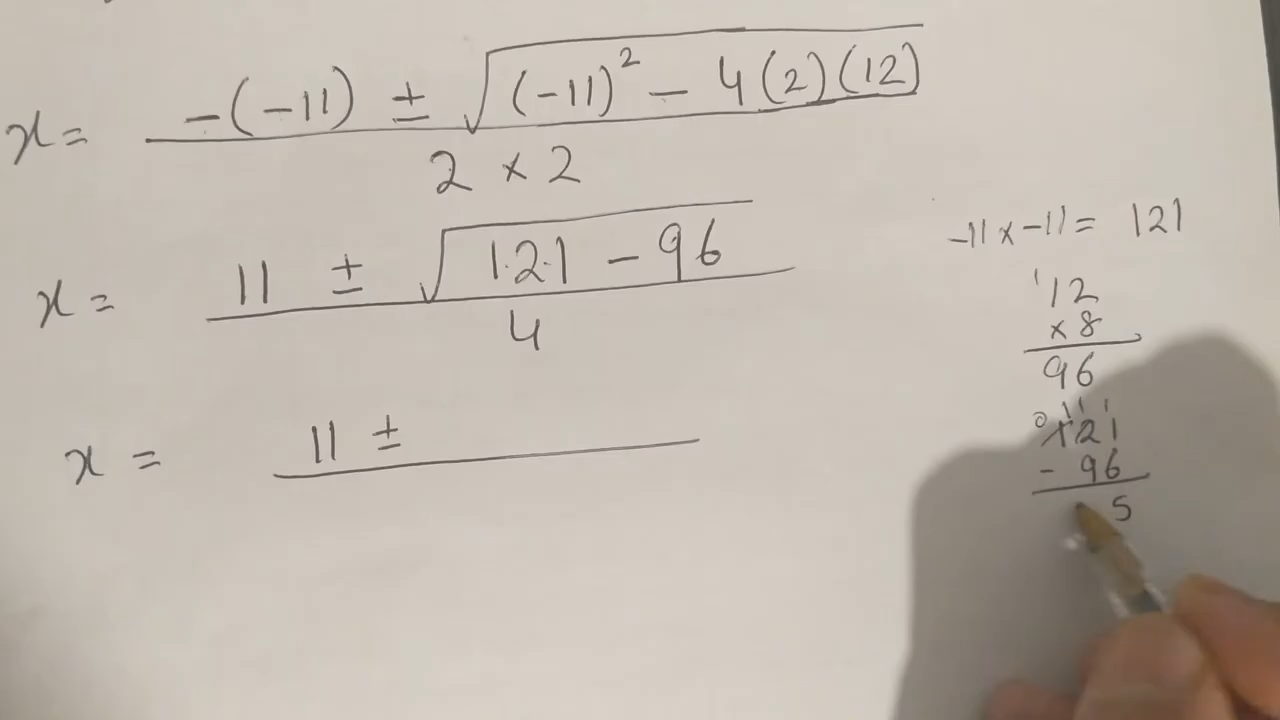 x = -(-11) ± √(-11)² - 4(2)(12)
2 × 2
x = 11 ± √121 - 96
4
x = 11 ±
-11 x -11 = 121
12
× 8
96
121
- 96
5